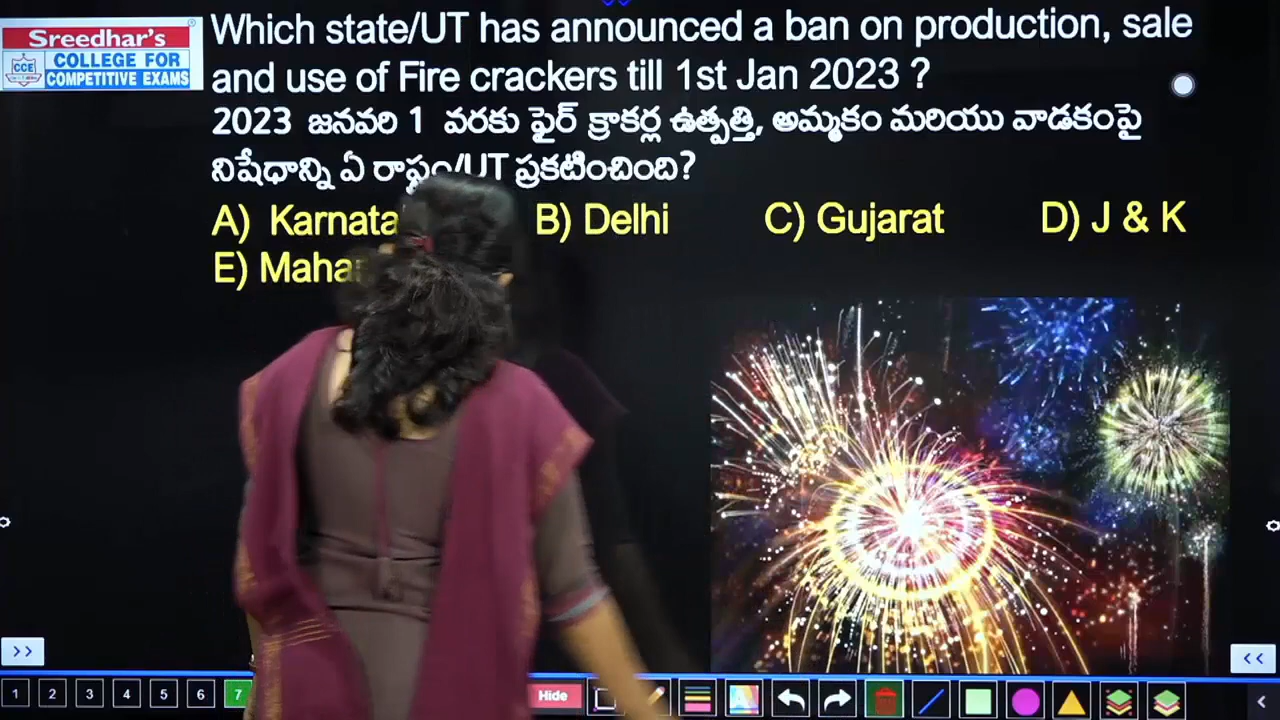 Sreedhar's
CCE
COLLEGE FOR
COMPETITIVE EXAMS
Which state/UT has announced a ban on production, sale
and use of Fire crackers till 1st Jan 2023 ?
2023 జనవరి 1 వరకు ఫైర్ క్రాకర్ల ఉత్పత్తి, అమ్మకం మరియు వాడకంపై
నిషేధాన్ని ఏ రాష్ట్రం/UT ప్రకటించింది?
A) B) Delhi C) Gujarat D) J & K
E)
>> <<
1 2 3 4 5 6 7 Hide <